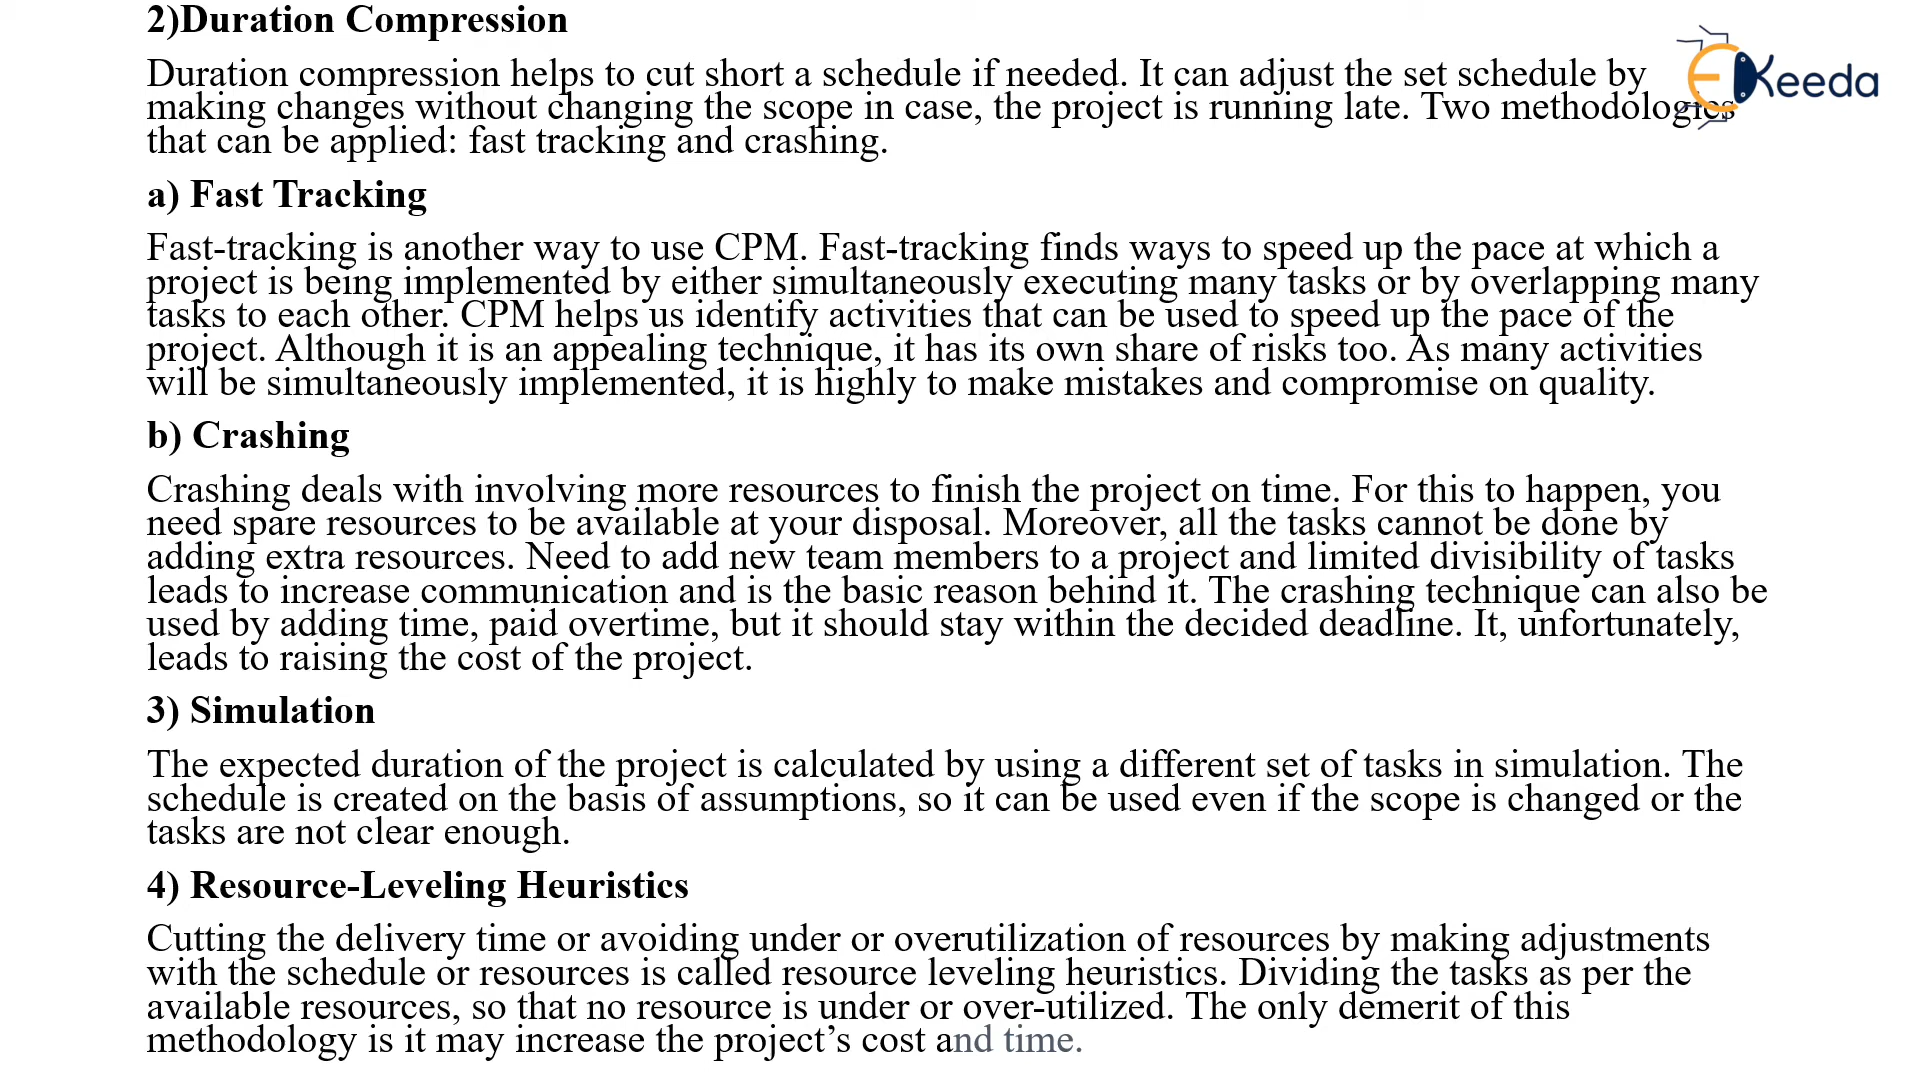 2)Duration Compression
Duration compression helps to cut short a schedule if needed. It can adjust the set schedule by
making changes without changing the scope in case, the project is running late. Two methodologies
that can be applied: fast tracking and crashing.
EKeeda
a) Fast Tracking
Fast-tracking is another way to use CPM. Fast-tracking finds ways to speed up the pace at which a
project is being implemented by either simultaneously executing many tasks or by overlapping many
tasks to each other. CPM helps us identify activities that can be used to speed up the pace of the
project. Although it is an appealing technique, it has its own share of risks too. As many activities
will be simultaneously implemented, it is highly to make mistakes and compromise on quality.
b) Crashing
Crashing deals with involving more resources to finish the project on time. For this to happen, you
need spare resources to be available at your disposal. Moreover, all the tasks cannot be done by
adding extra resources. Need to add new team members to a project and limited divisibility of tasks
leads to increase communication and is the basic reason behind it. The crashing technique can also be
used by adding time, paid overtime, but it should stay within the decided deadline. It, unfortunately,
leads to raising the cost of the project.
3) Simulation
The expected duration of the project is calculated by using a different set of tasks in simulation. The
schedule is created on the basis of assumptions, so it can be used even if the scope is changed or the
tasks are not clear enough.
4) Resource-Leveling Heuristics
Cutting the delivery time or avoiding under or overutilization of resources by making adjustments
with the schedule or resources is called resource leveling heuristics. Dividing the tasks as per the
available resources, so that no resource is under or over-utilized. The only demerit of this
methodology is it may increase the project’s cost and time.